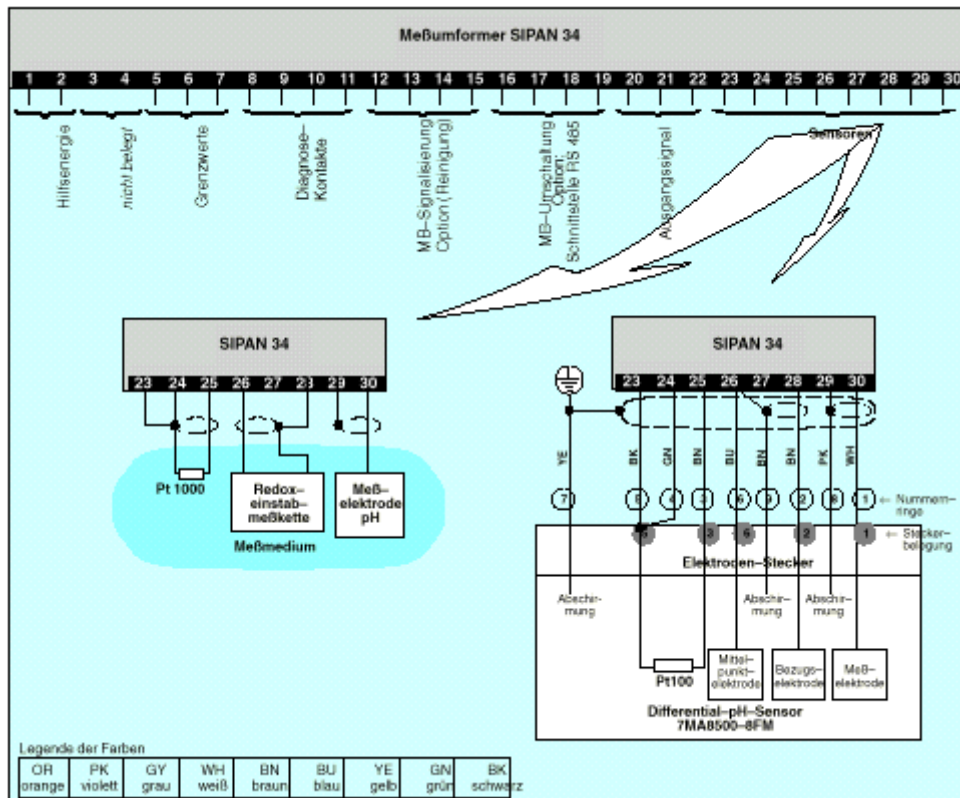 Meßumformer SIPAN 34
1 2 3 4 5 6 7 8 9 10 11 12 13 14 15 16 17 18 19 20 21 22 23 24 25 26 27 28 29 30
Hilfsenergie
nicht belegt
Grenzwerte
Diagnose–
Kontakte
MB–Signalisierung
Option (Reinigung)
MB–Umschaltung
Option:
Schnittstelle RS 485
Ausgangssignal
Sensoren
SIPAN 34
23 24 25 26 27 28 29 30
Pt 1000
Redox–
einstab–
meßkette
Meß–
elektrode
pH
Meßmedium
SIPAN 34
23 24 25 26 27 28 29 30
YE BK GN BN BU BN BN PK WH
7 5 4 3 6 9 2 8 1 ← Nummern–
ringe
5 3 6 2 1 ← Stecker–
belegung
Elektroden–Stecker
Abschir–
mung
Abschir–
mung
Abschir–
mung
Pt100
Mittel–
punkt–
elektrode
Bezugs–
elektrode
Meß–
elektrode
Differential–pH–Sensor
7MA8500–8FM
Legende der Farben
OR PK GY WH BN BU YE GN BK
orange violett grau weiß braun blau gelb grün schwarz